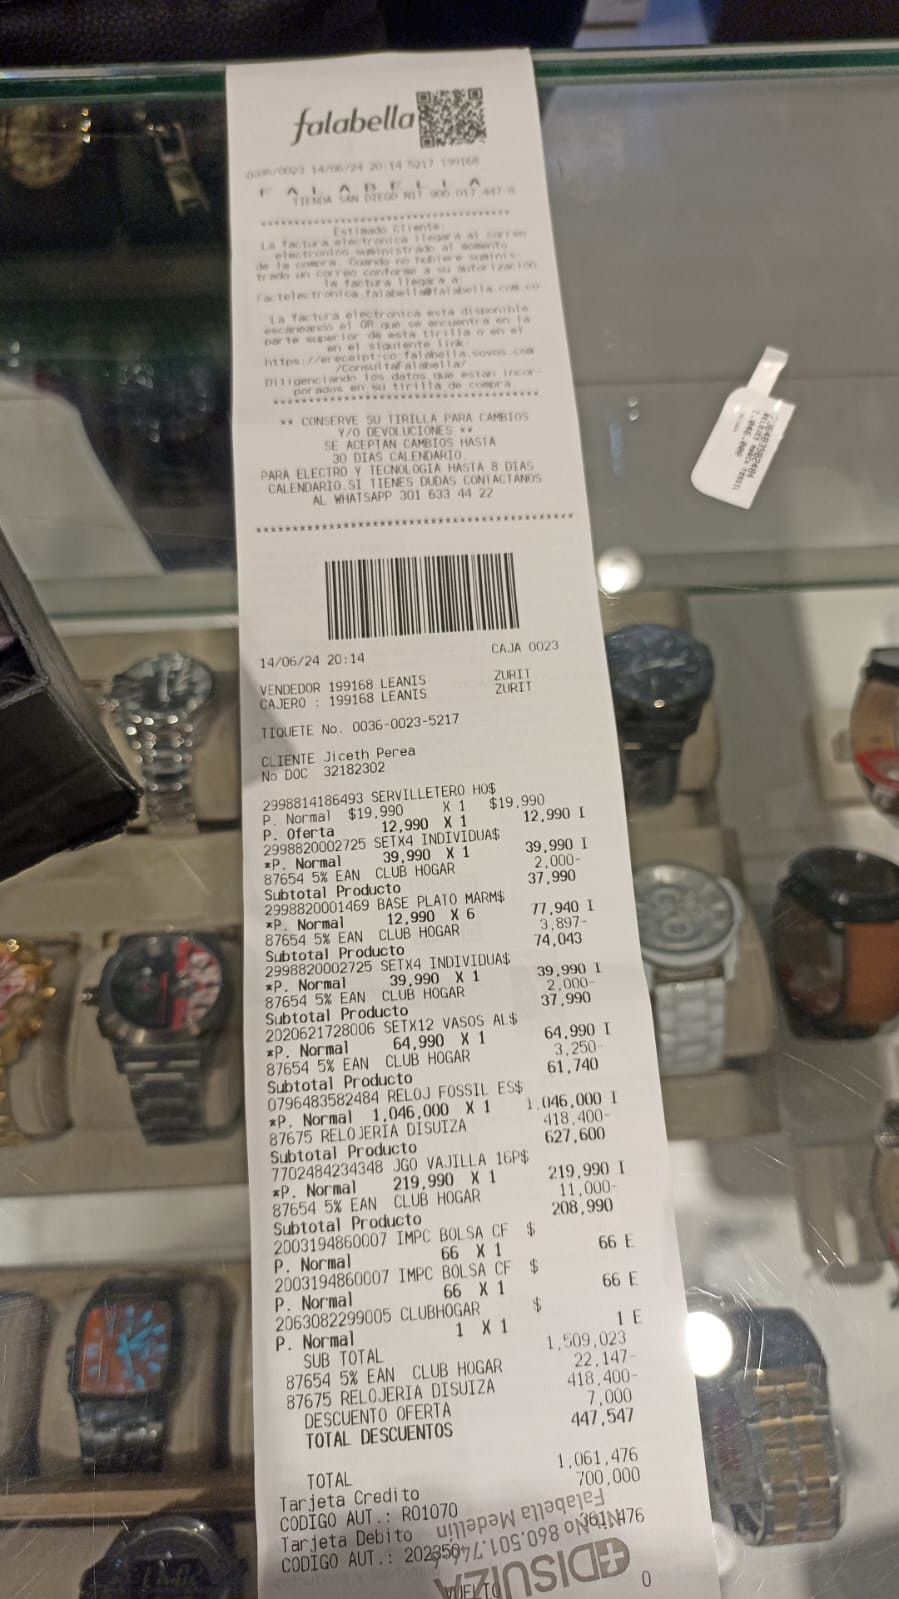 falabella
0036/0023 14/06/24 20:14 5217 199168
F A L A B E L L A
TIENDA SAN DIEGO NIT 900 017 447-8
Estimado Cliente:
La factura electronica llegara al correo
electronico suministrado al momento
de la compra. Cuando no hubiere suminis-
trado un correo conforme a su autorizacion
la factura llegara a
Factelectronica.falabella@falabella.com.co
La factura electronica esta disponible
escaneando el QR que se encuentra en la
parte superior de esta tirilla o en el
en el siguiente link:
https://ereceipt-co-falabella.sovos.com
/ConsultaFalabella/
Diligenciando los datos que estan incor-
porados en su tirilla de compra.
** CONSERVE SU TIRILLA PARA CAMBIOS
Y/O DEVOLUCIONES **
SE ACEPTAN CAMBIOS HASTA
30 DIAS CALENDARIO.
PARA ELECTRO Y TECNOLOGIA HASTA 8 DIAS
CALENDARIO.SI TIENES DUDAS CONTACTANOS
AL WHATSAPP 301 633 44 22
14/06/24 20:14 CAJA 0023
VENDEDOR 199168 LEANIS ZURIT
CAJERO : 199168 LEANIS ZURIT
TIQUETE No. 0036-0023-5217
CLIENTE Jiceth Perea
No DOC 32182302
2998814186493 SERVILLETERO HO$
P. Normal $19,990 X 1 $19,990
P. Oferta 12,990 X 1 12,990 I
2998820002725 SETX4 INDIVIDUA$
*P. Normal 39,990 X 1 39,990 I
87654 5% EAN CLUB HOGAR 2,000-
Subtotal Producto 37,990
2998820001469 BASE PLATO MARM$
*P. Normal 12,990 X 6 77,940 I
87654 5% EAN CLUB HOGAR 3,897-
Subtotal Producto 74,043
2998820002725 SETX4 INDIVIDUA$
*P. Normal 39,990 X 1 39,990 I
87654 5% EAN CLUB HOGAR 2,000-
Subtotal Producto 37,990
2020621728006 SETX12 VASOS AL$
*P. Normal 64,990 X 1 64,990 I
87654 5% EAN CLUB HOGAR 3,250-
Subtotal Producto 61,740
0796483582484 RELOJ FOSSIL ES$
*P. Normal 1,046,000 X 1 1,046,000 I
87675 RELOJERIA DISUIZA 418,400-
Subtotal Producto 627,600
7702484234348 JGO VAJILLA 16P$
*P. Normal 219,990 X 1 219,990 I
87654 5% EAN CLUB HOGAR 11,000-
Subtotal Producto 208,990
2003194860007 IMPC BOLSA CF $
P. Normal 66 X 1 66 E
2003194860007 IMPC BOLSA CF $
P. Normal 66 X 1 66 E
2063082299005 CLUBHOGAR $
P. Normal 1 X 1 1 E
SUB TOTAL 1,509,023
87654 5% EAN CLUB HOGAR 22,147-
87675 RELOJERIA DISUIZA 418,400-
DESCUENTO OFERTA 7,000
TOTAL DESCUENTOS 447,547
TOTAL 1,061,476
Tarjeta Credito 700,000
CODIGO AUT.: R01070
Tarjeta Debito 361,476
CODIGO AUT.:
VUELTO 0
DISUIZA
Nit. No 860.501.747-
Falabella Medellín